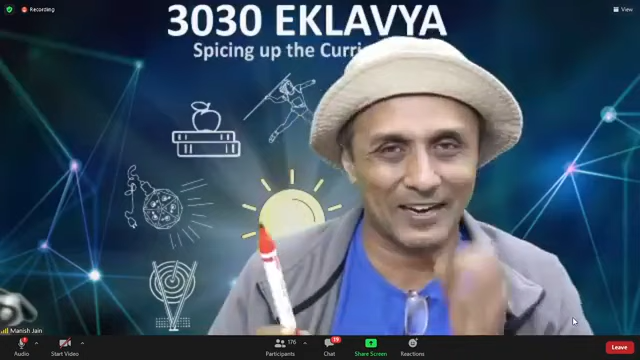 Recording
View
3030 EKLAVYA
Spicing up the
Manish Jain
Audio
Start Video
Participants
176
Chat
19
Share Screen
Reactions
Leave